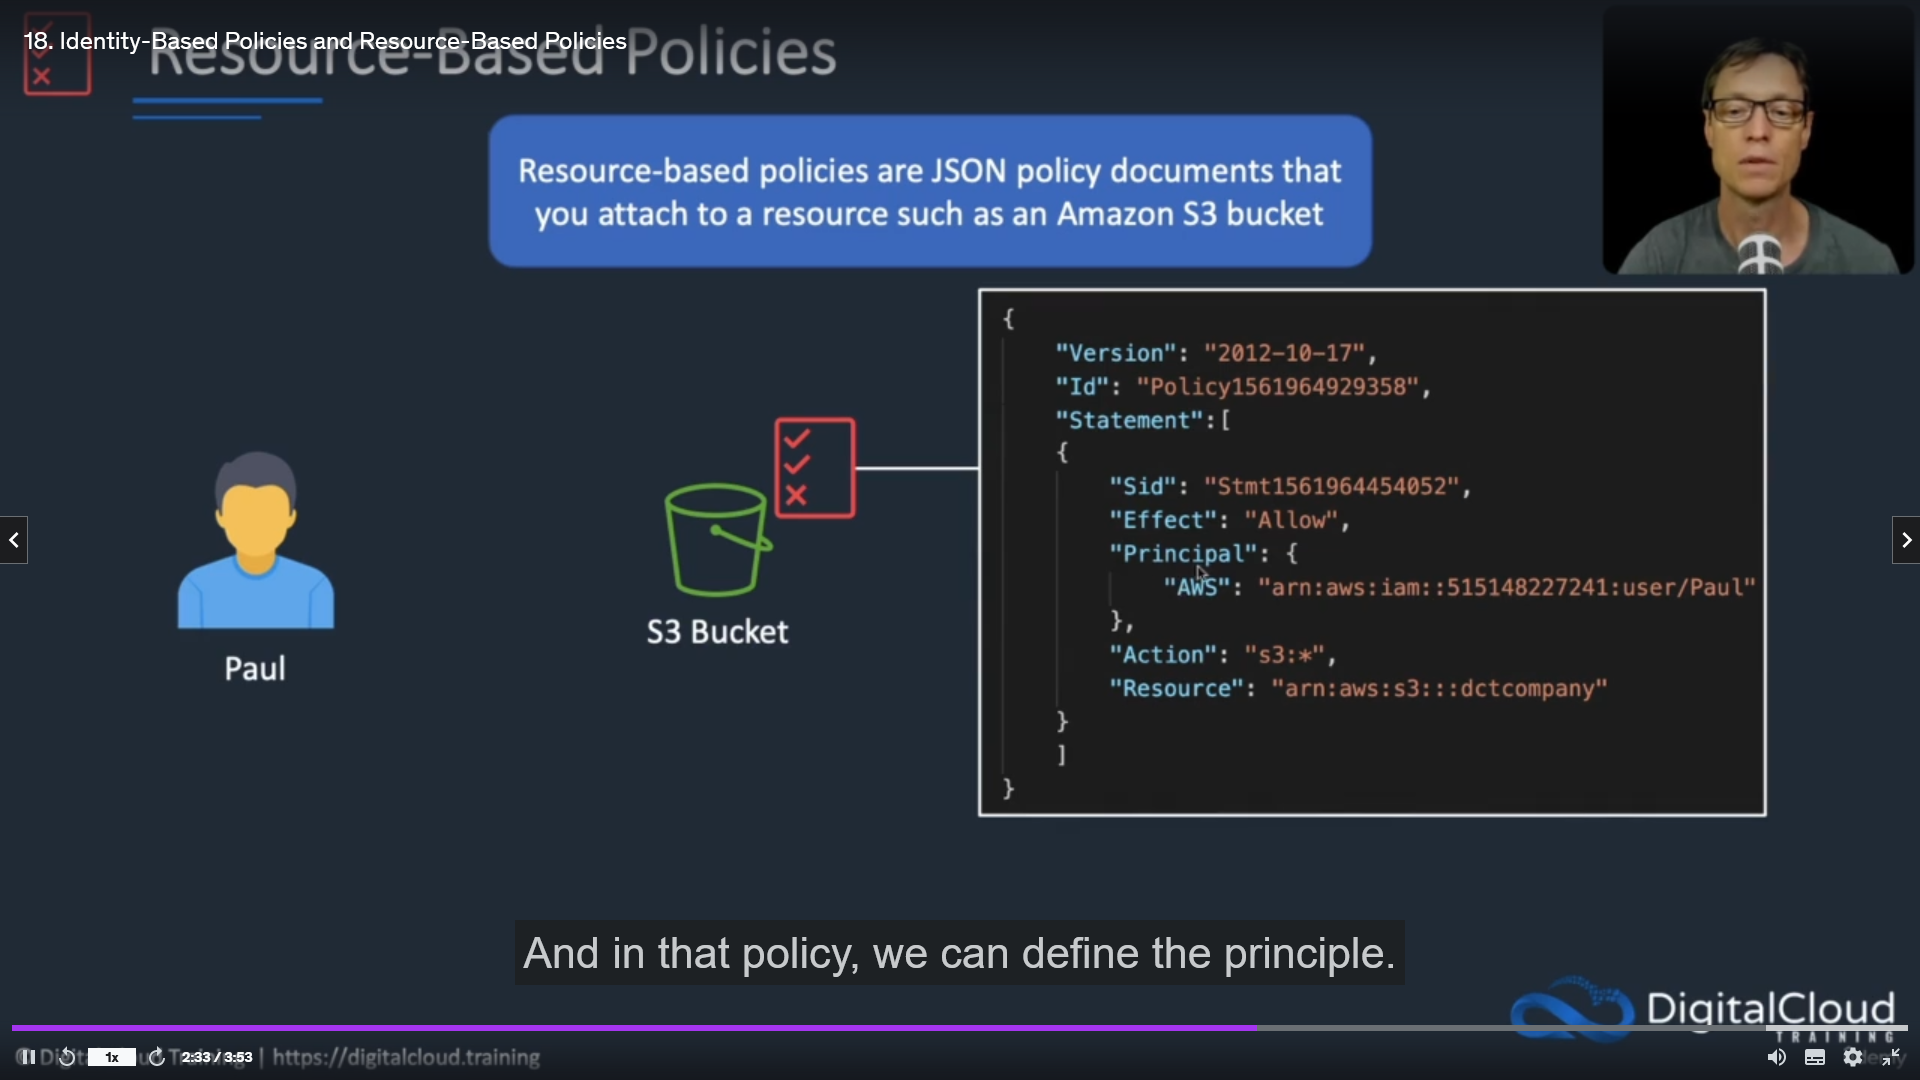 18. Identity-Based Policies and Resource-Based Policies
Resource-Based Policies
Resource-based policies are JSON policy documents that
you attach to a resource such as an Amazon S3 bucket
{
"Version": "2012-10-17",
"Id": "Policy1561964929358",
"Statement":[
{
"Sid": "Stmt1561964454052",
"Effect": "Allow",
"Principal": {
"AWS": "arn:aws:iam::515148227241:user/Paul"
},
"Action": "s3:*",
"Resource": "arn:aws:s3:::dctcompany"
}
]
}
S3 Bucket
Paul
And in that policy, we can define the principle.
DigitalCloud
TRAINING
© Digital Cloud Training | https://digitalcloud.training
1x
2:33 / 3:53